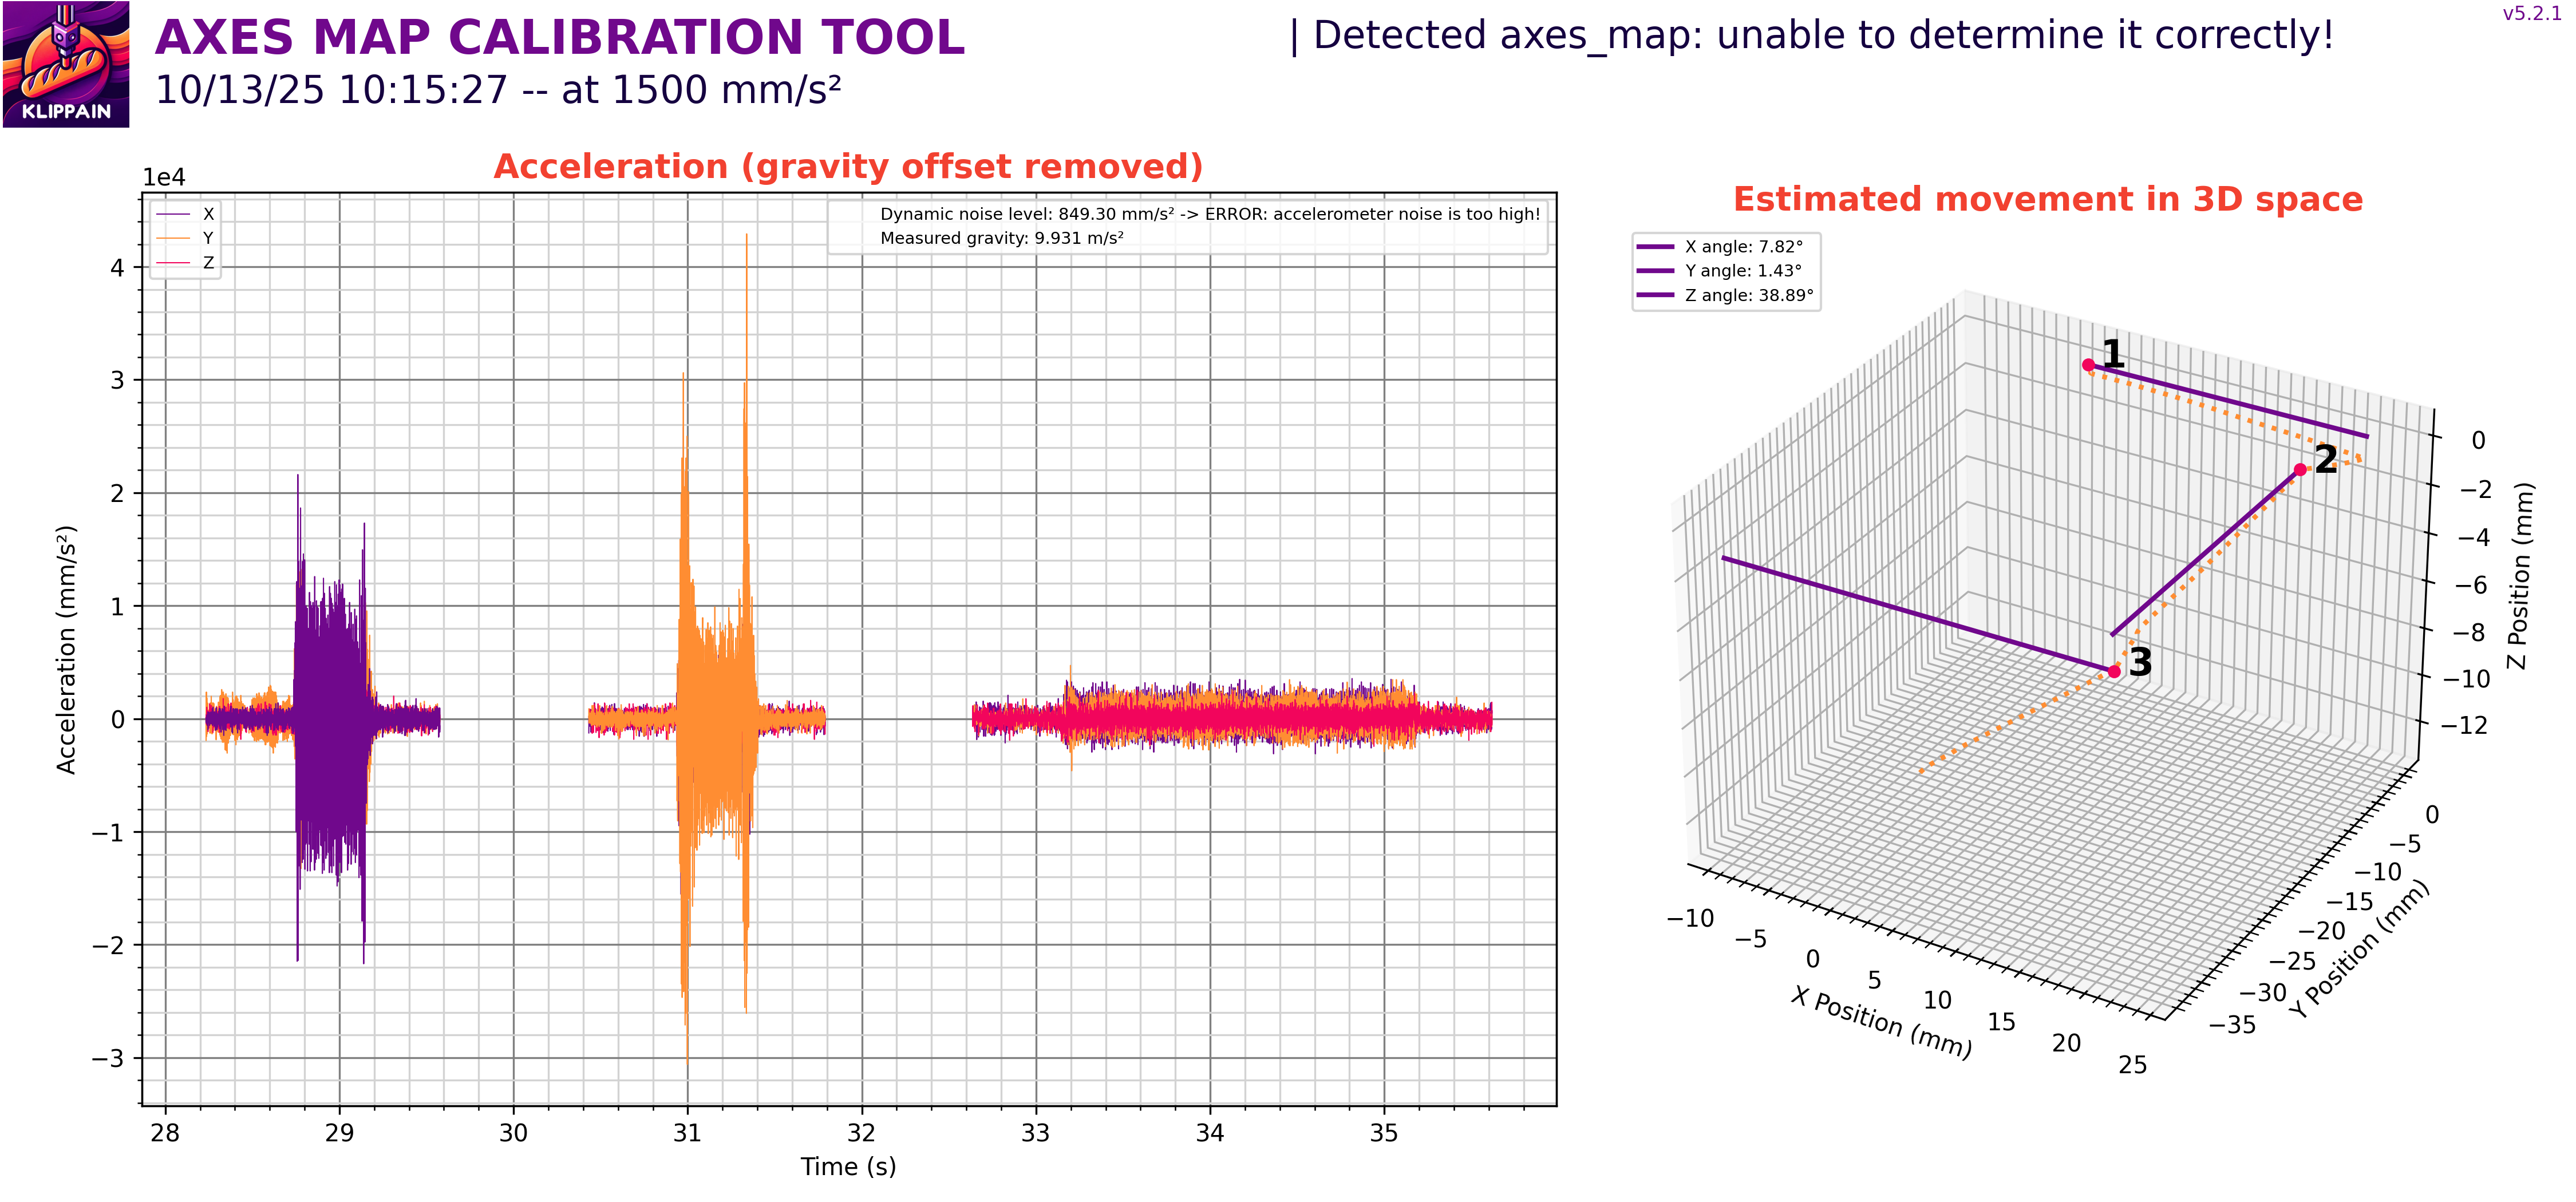 AXES MAP CALIBRATION TOOL
| Detected axes_map: unable to determine it correctly!
v5.2.1
10/13/25 10:15:27 -- at 1500 mm/s²
KLIPPAIN
Acceleration (gravity offset removed)
1e4
X
Y
Z
Dynamic noise level: 849.30 mm/s² -> ERROR: accelerometer noise is too high!
Measured gravity: 9.931 m/s²
Acceleration (mm/s²)
4
3
2
1
0
−1
−2
−3
28
29
30
31
32
33
34
35
Time (s)
Estimated movement in 3D space
X angle: 7.82°
Y angle: 1.43°
Z angle: 38.89°
1
2
3
0
−2
−4
−6
−8
−10
−12
Z Position (mm)
0
−5
−10
−15
−20
−25
−30
−35
Y Position (mm)
−10
−5
0
5
10
15
20
25
X Position (mm)